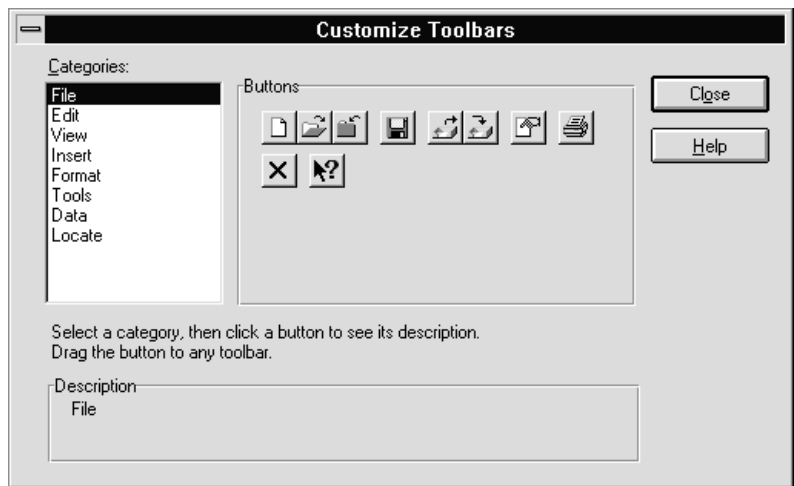 Customize Toolbars
Categories:
File
Edit
View
Insert
Format
Tools
Data
Locate
Buttons
?
Close
Help
Select a category, then click a button to see its description.
Drag the button to any toolbar.
Description
File